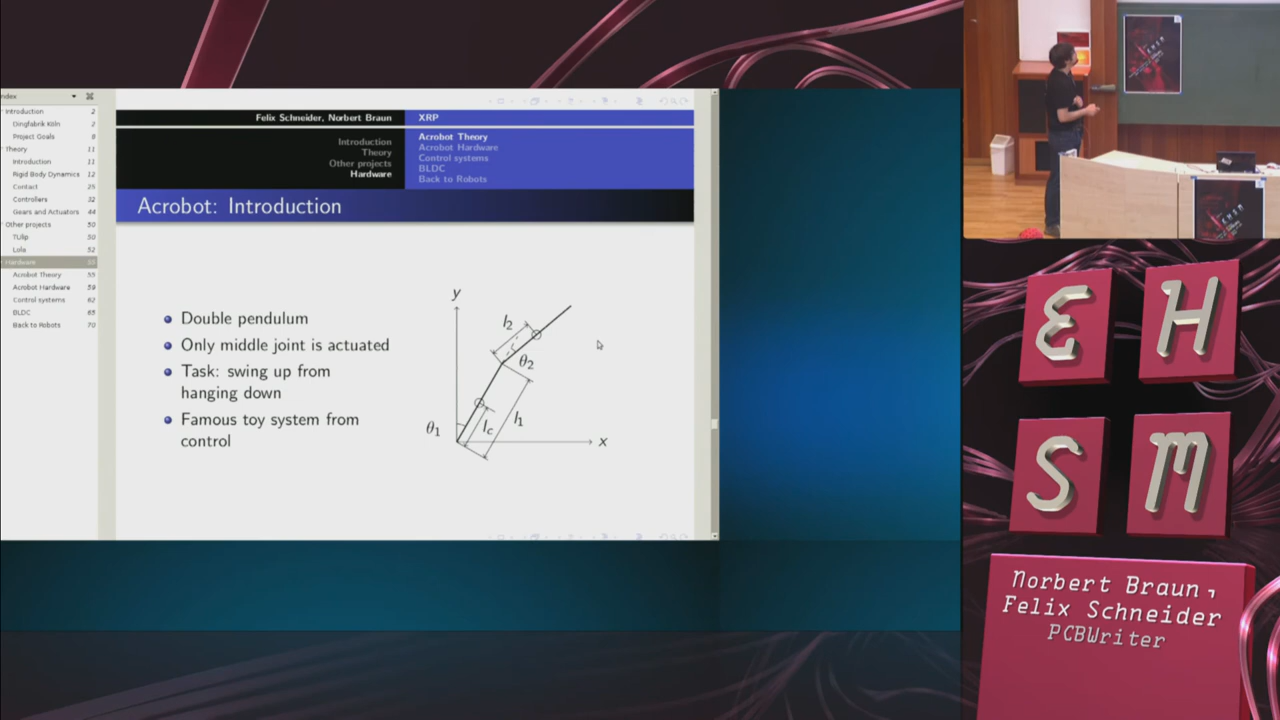 ndex
Introduction 2
Dingfabrik Köln 2
Project Goals 8
Theory 11
Introduction 11
Rigid Body Dynamics 12
Contact 25
Controllers 32
Gears and Actuators 44
Other projects 50
TUlip 50
Lola 52
Hardware 55
Acrobot Theory 55
Acrobot Hardware 59
Control systems 62
BLDC 65
Back to Robots 70
Felix Schneider, Norbert Braun XRP
Introduction
Theory
Other projects
Hardware
Acrobot Theory
Acrobot Hardware
Control systems
BLDC
Back to Robots
Acrobot: Introduction
Double pendulum
Only middle joint is actuated
Task: swing up from
hanging down
Famous toy system from
control
y
l2
θ2
l1
lc
θ1
x
EH
SM
Norbert Braun,
Felix Schneider
PCBWriter